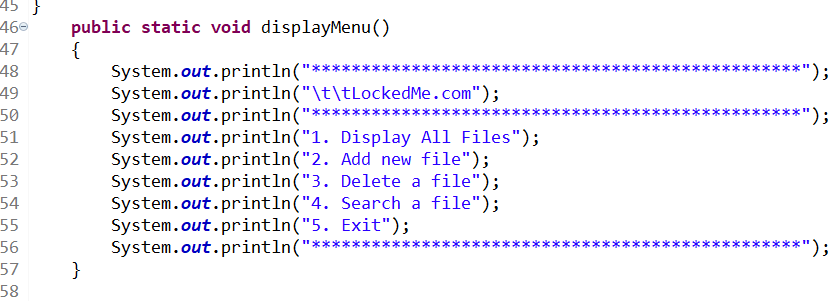 45 }
46 public static void displayMenu()
47 {
48 System.out.println("*************************************************");
49 System.out.println("\t\tLockedMe.com");
50 System.out.println("*************************************************");
51 System.out.println("1. Display All Files");
52 System.out.println("2. Add new file");
53 System.out.println("3. Delete a file");
54 System.out.println("4. Search a file");
55 System.out.println("5. Exit");
56 System.out.println("*************************************************");
57 }
58